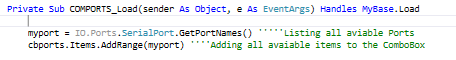 Private Sub COMPORTS_Load(sender As Object, e As EventArgs) Handles MyBase.Load
myport = IO.Ports.SerialPort.GetPortNames() '''''Listing all aviable Ports
cbports.Items.AddRange(myport) ''''Adding all avaiable items to the ComboBox